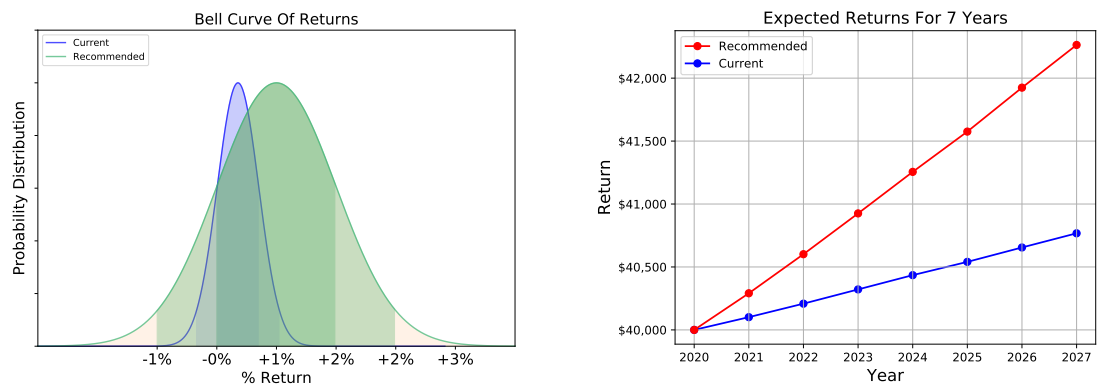 Bell Curve Of Returns
Current
Recommended
Probability Distribution
-1% -0% +1% +2% +2% +3%
% Return
Expected Returns For 7 Years
Recommended
Current
Return
$42,000
$41,500
$41,000
$40,500
$40,000
2020 2021 2022 2023 2024 2025 2026 2027
Year